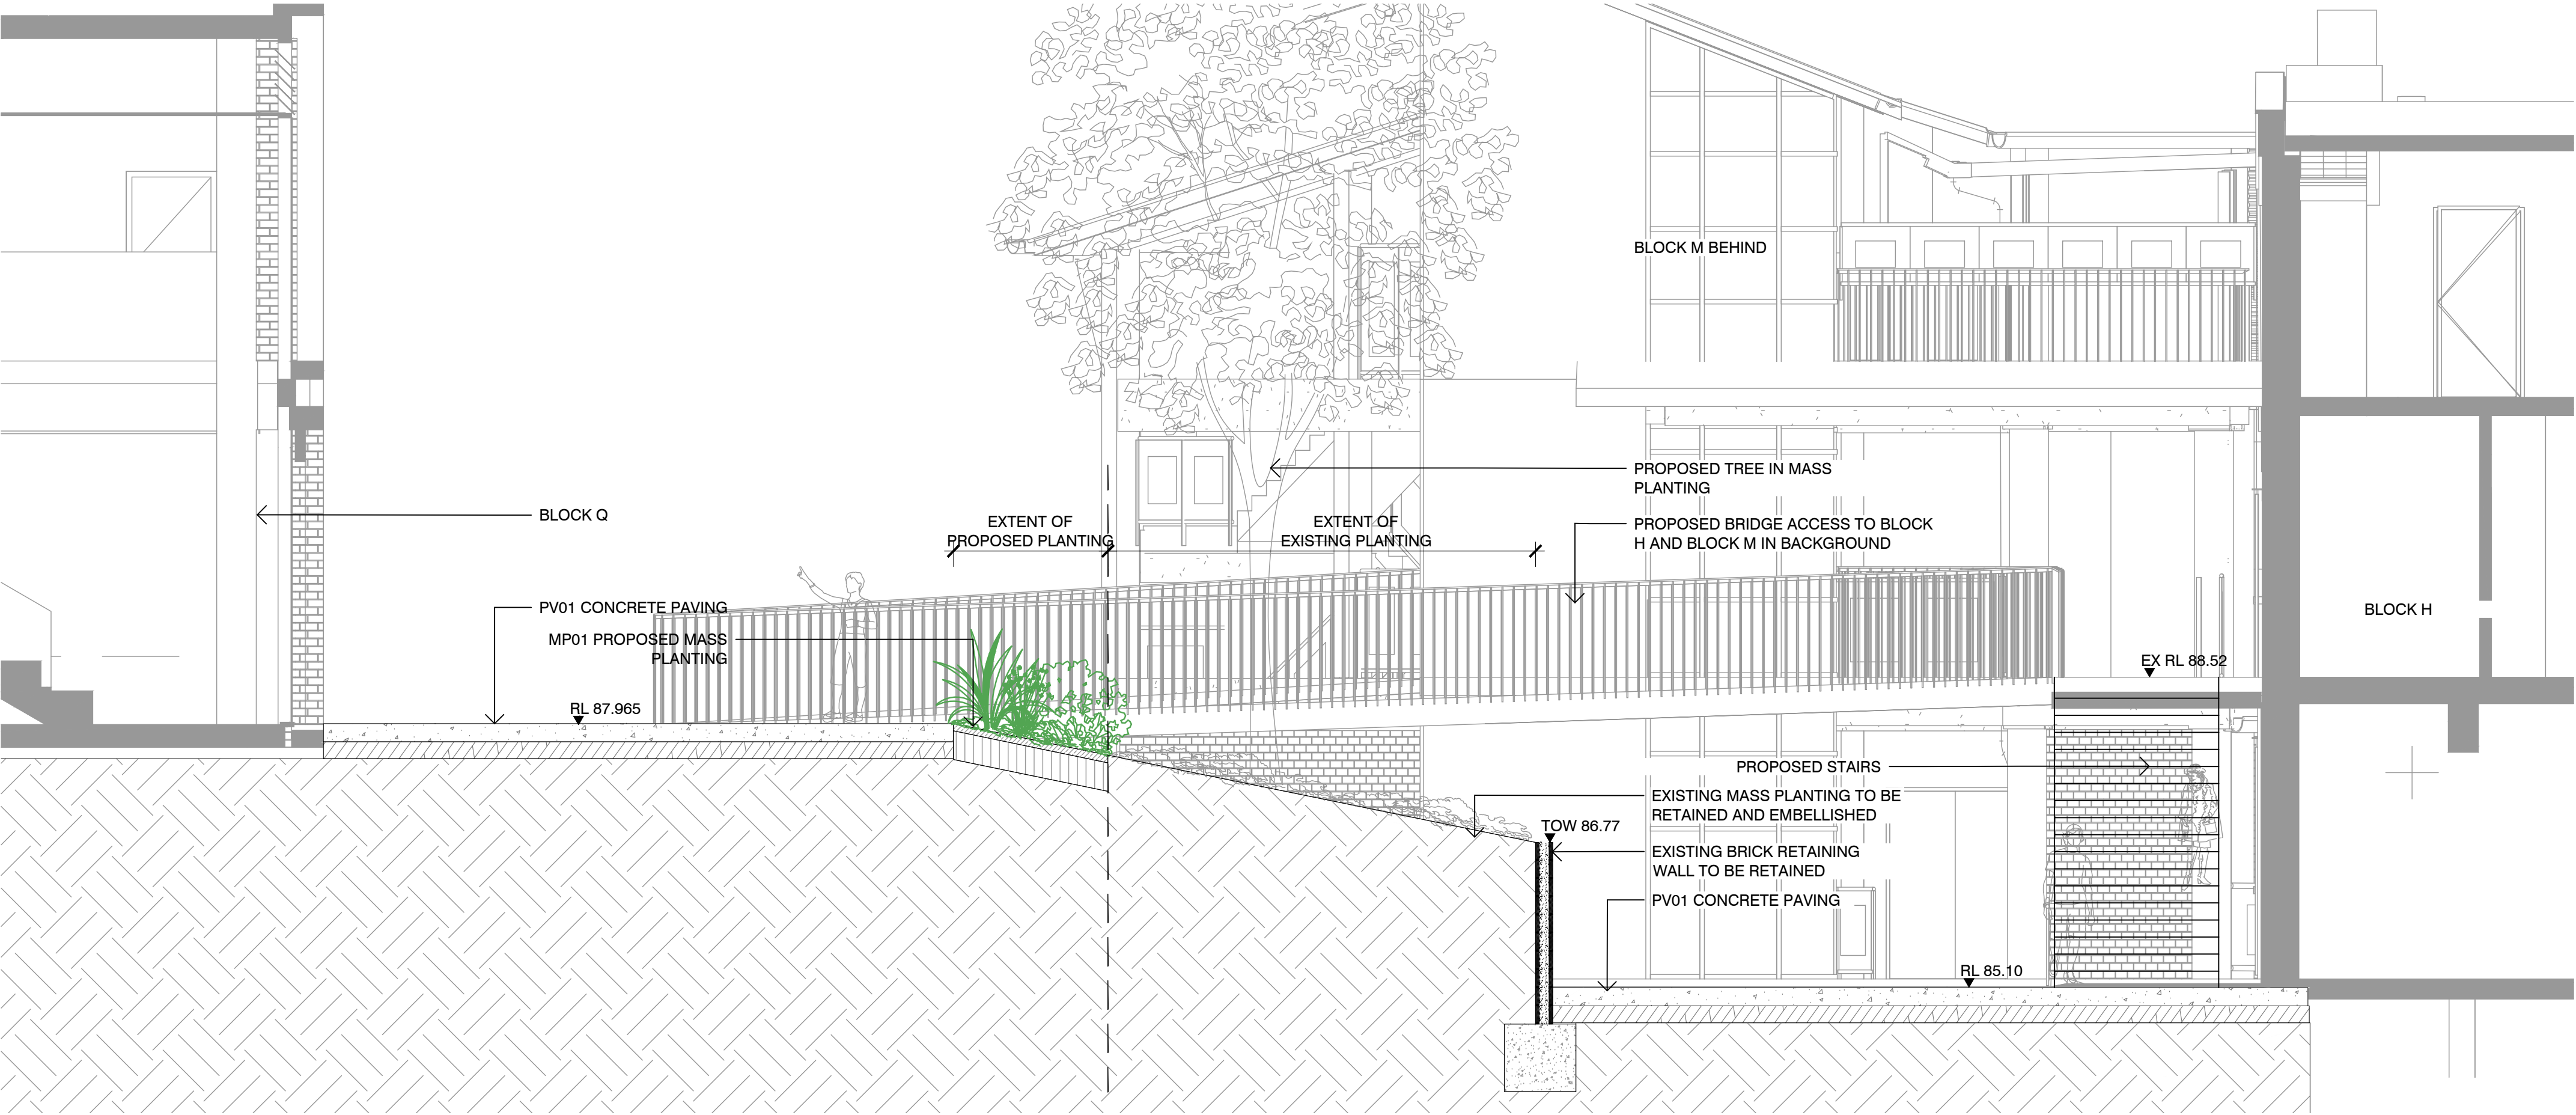 BLOCK M BEHIND
PROPOSED TREE IN MASS
PLANTING
BLOCK Q
EXTENT OF
PROPOSED PLANTING
EXTENT OF
EXISTING PLANTING
PROPOSED BRIDGE ACCESS TO BLOCK
H AND BLOCK M IN BACKGROUND
PV01 CONCRETE PAVING
MP01 PROPOSED MASS
PLANTING
BLOCK H
EX RL 88.52
RL 87.965
PROPOSED STAIRS
EXISTING MASS PLANTING TO BE
RETAINED AND EMBELLISHED
TOW 86.77
EXISTING BRICK RETAINING
WALL TO BE RETAINED
PV01 CONCRETE PAVING
RL 85.10